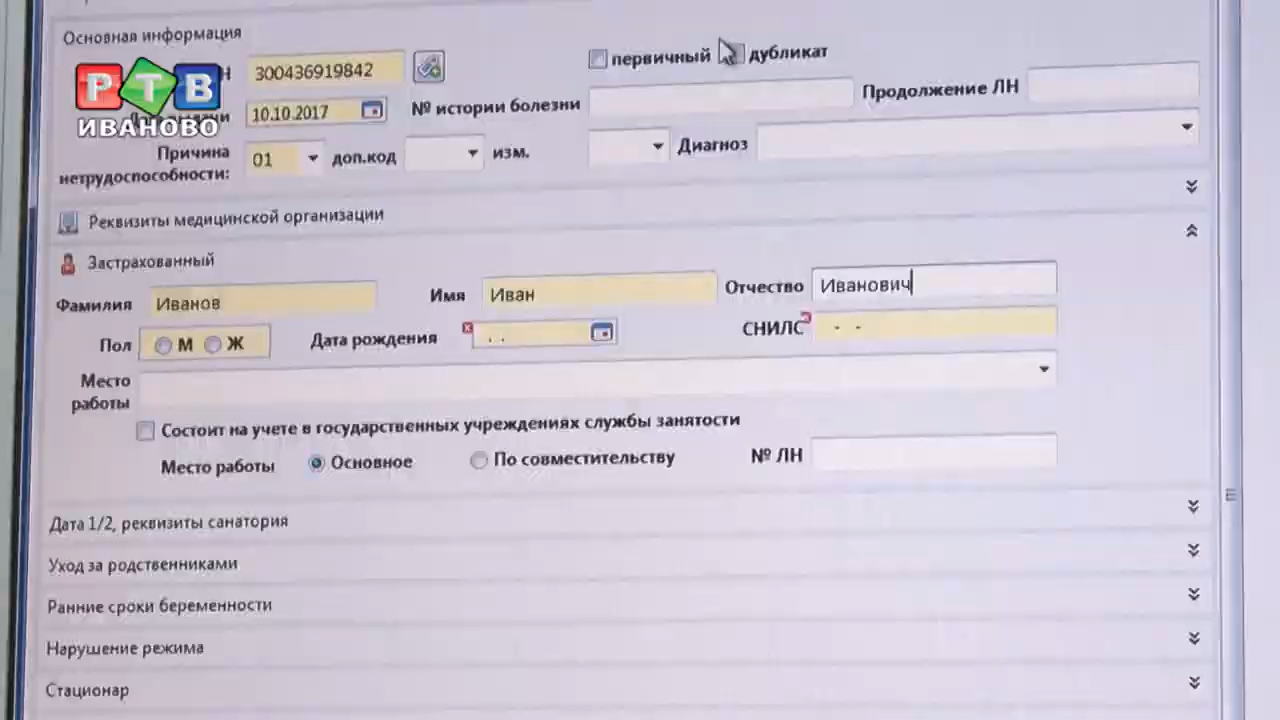 Основная информация
Н 300436919842 первичный дубликат
10.10.2017 № истории болезни Продолжение ЛН
РТВ
ИВАНОВО
Причина нетрудоспособности: 01 доп.код изм. Диагноз
Реквизиты медицинской организации
Застрахованный
Фамилия Иванов Имя Иван Отчество Иванович
Пол М Ж Дата рождения . . СНИЛС - -
Место работы
Состоит на учете в государственных учреждениях службы занятости
Место работы Основное По совместительству № ЛН
Дата 1/2, реквизиты санатория
Уход за родственниками
Ранние сроки беременности
Нарушение режима
Стационар